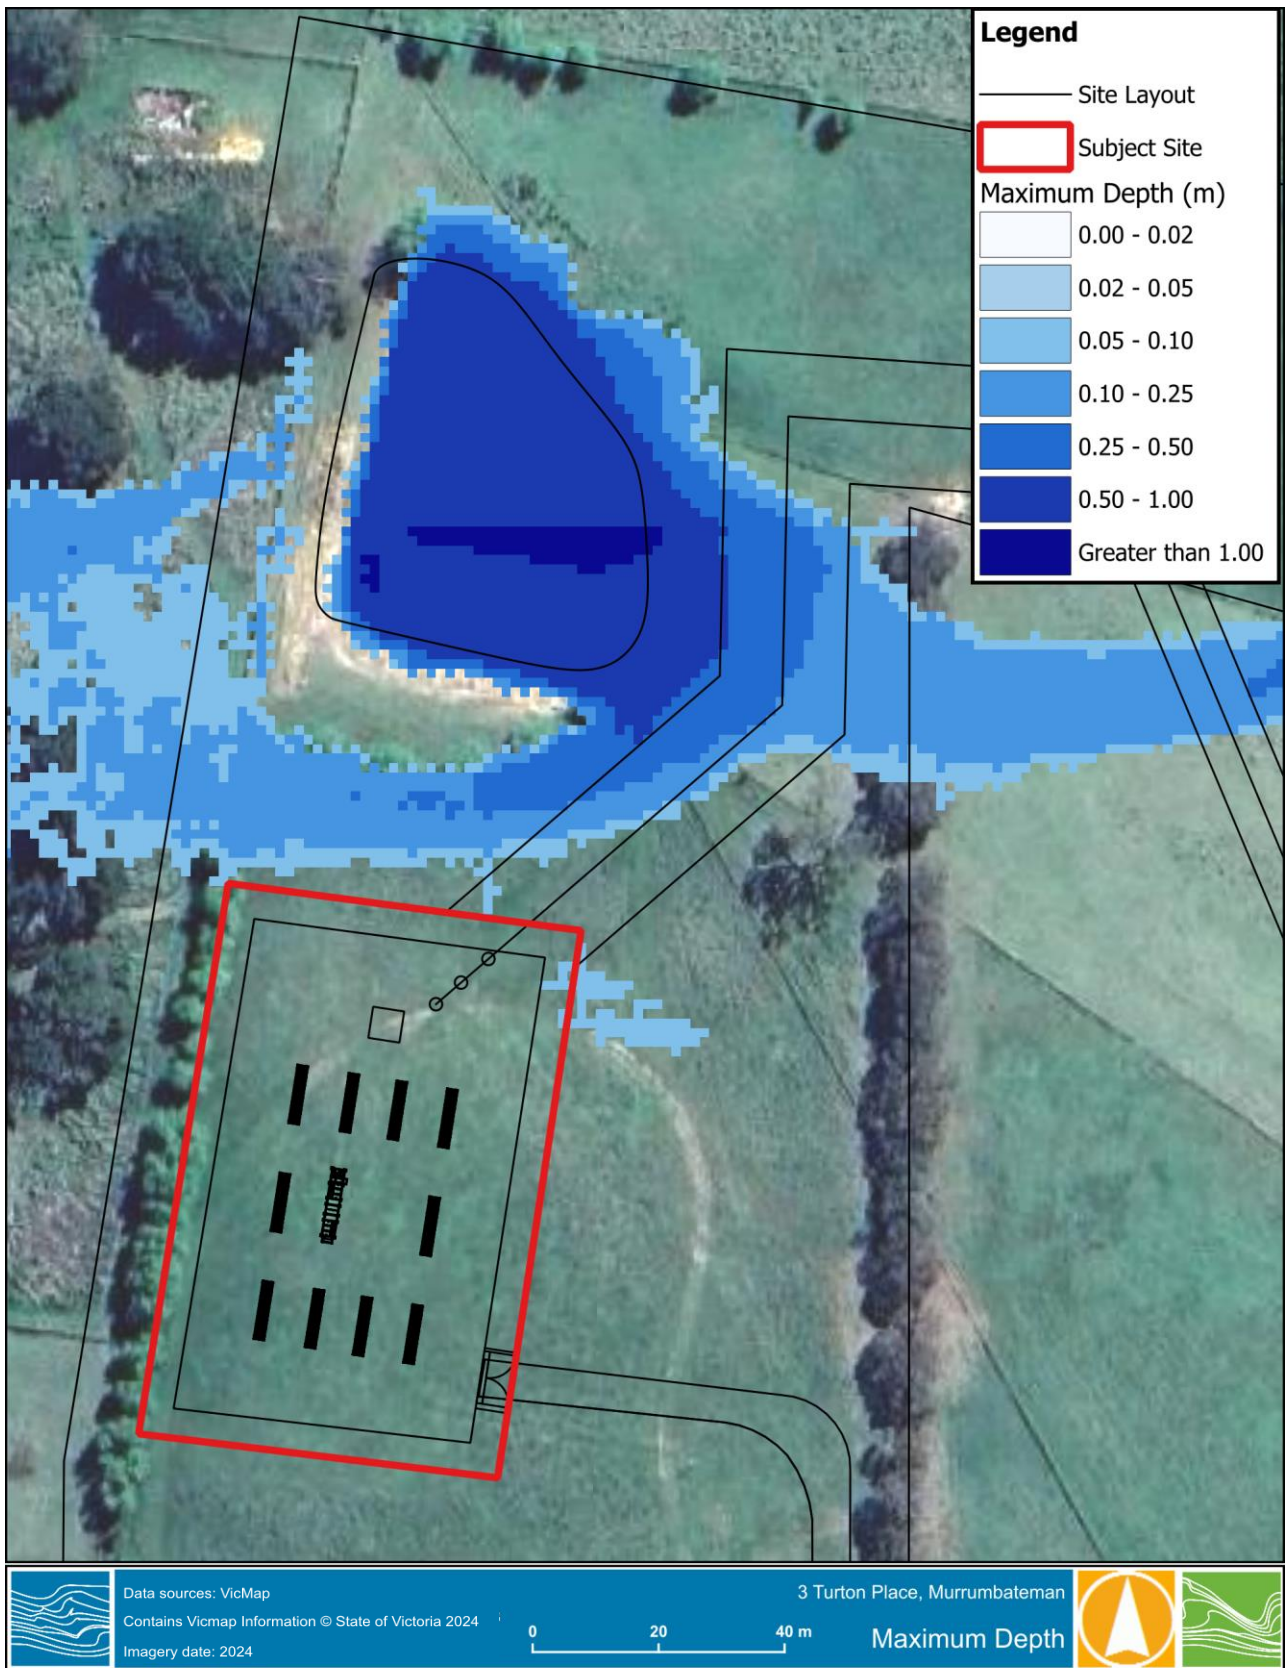 Legend
Site Layout
Subject Site
Maximum Depth (m)
0.00 - 0.02
0.02 - 0.05
0.05 - 0.10
0.10 - 0.25
0.25 - 0.50
0.50 - 1.00
Greater than 1.00
Data sources: VicMap
Contains Vicmap Information © State of Victoria 2024
Imagery date: 2024
0 20 40 m
3 Turton Place, Murrumbateman
Maximum Depth